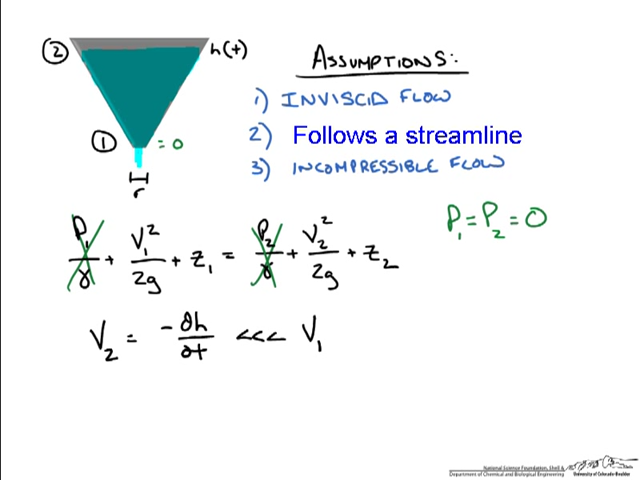 ② h(t)
ASSUMPTIONS:
1) INVISCID FLOW
2) Follows a streamline
① = 0
3) INCOMPRESSIBLE FLOW
r
P₁ = P₂ = 0
P₁/γ + V₁²/2g + z₁ = P₂/γ + V₂²/2g + z₂
V₂ = -∂h/∂t <<< V₁
National Science Foundation, Shell &
Department of Chemical and Biological Engineering
University of Colorado Boulder